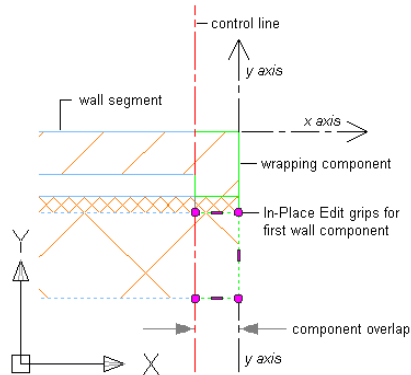 control line
y axis
wall segment
x axis
wrapping component
In-Place Edit grips for
first wall component
Y
component overlap
X
y axis